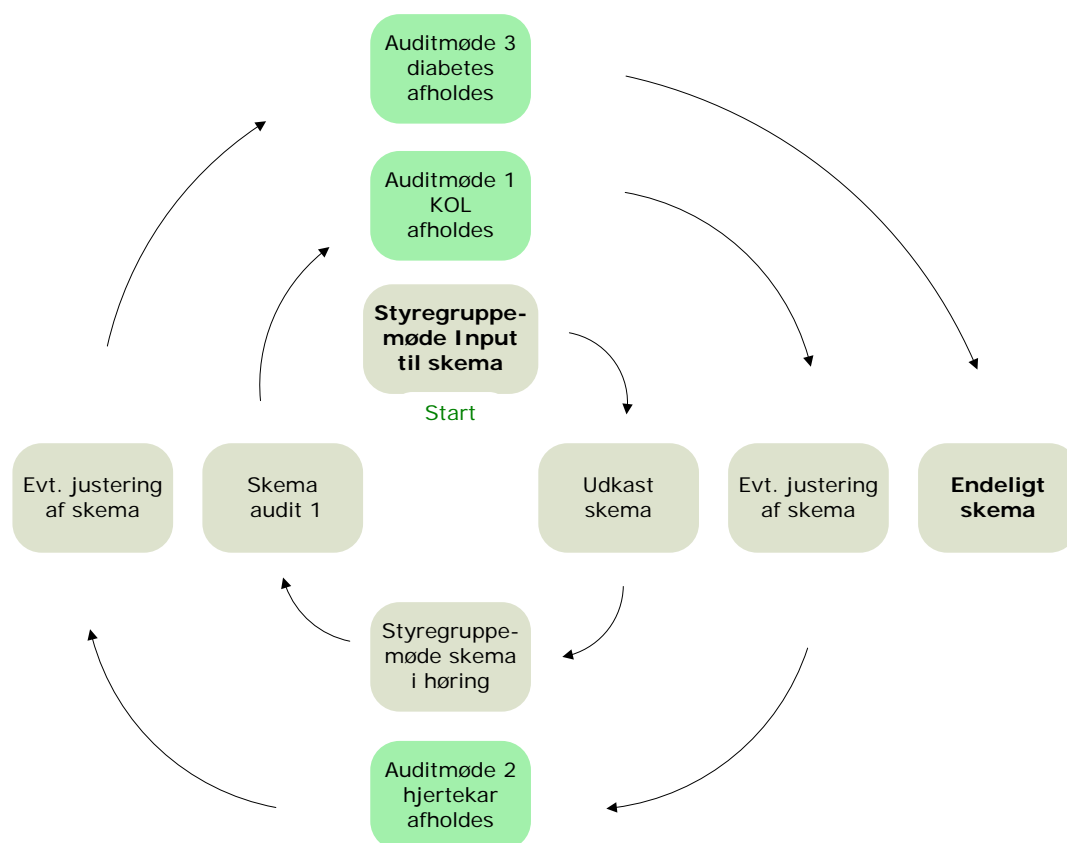 Auditmøde 3
diabetes
afholdes
Auditmøde 1
KOL
afholdes
Styregruppe-
møde Input
til skema
Start
Evt. justering
af skema
Skema
audit 1
Udkast
skema
Evt. justering
af skema
Endeligt
skema
Styregruppe-
møde skema
i høring
Auditmøde 2
hjertekar
afholdes